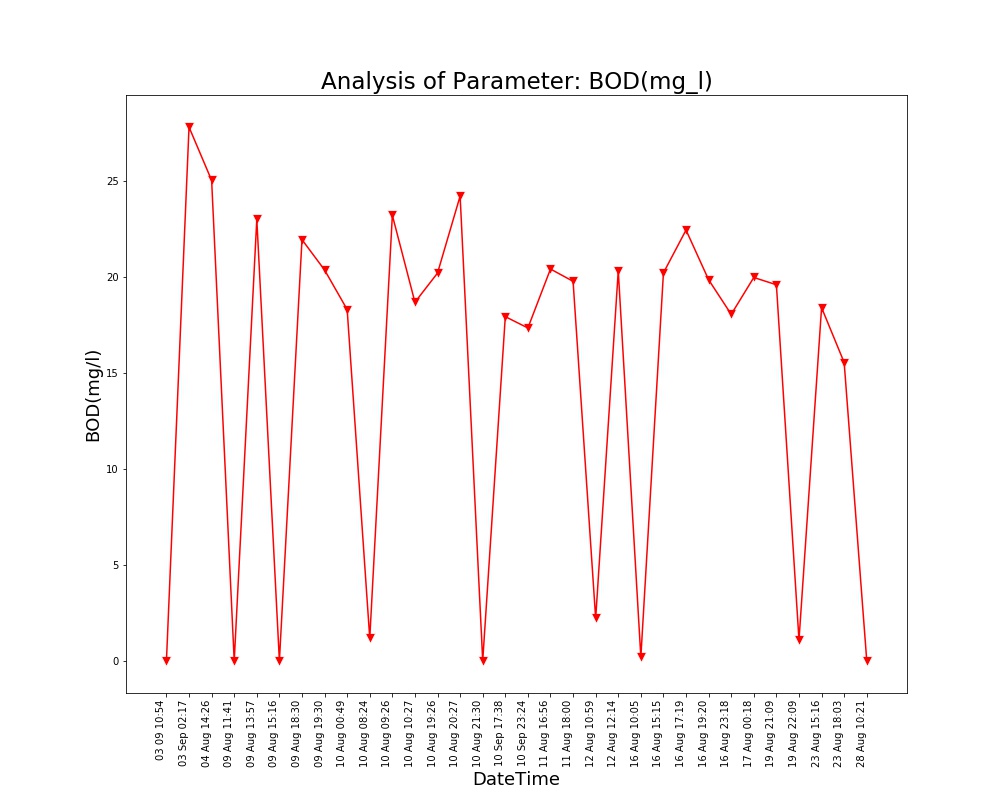 Analysis of Parameter: BOD(mg_l)
BOD(mg/l)
25
20
15
10
5
0
03 09 10:54
03 Sep 02:17
04 Aug 14:26
09 Aug 11:41
09 Aug 13:57
09 Aug 15:16
09 Aug 18:30
09 Aug 19:30
10 Aug 00:49
10 Aug 08:24
10 Aug 09:26
10 Aug 10:27
10 Aug 19:26
10 Aug 20:27
10 Aug 21:30
10 Sep 17:38
10 Sep 23:24
11 Aug 16:56
11 Aug 18:00
12 Aug 10:59
12 Aug 12:14
16 Aug 10:05
16 Aug 15:15
16 Aug 17:19
16 Aug 19:20
16 Aug 23:18
17 Aug 00:18
19 Aug 21:09
19 Aug 22:09
23 Aug 15:16
23 Aug 18:03
28 Aug 10:21
DateTime